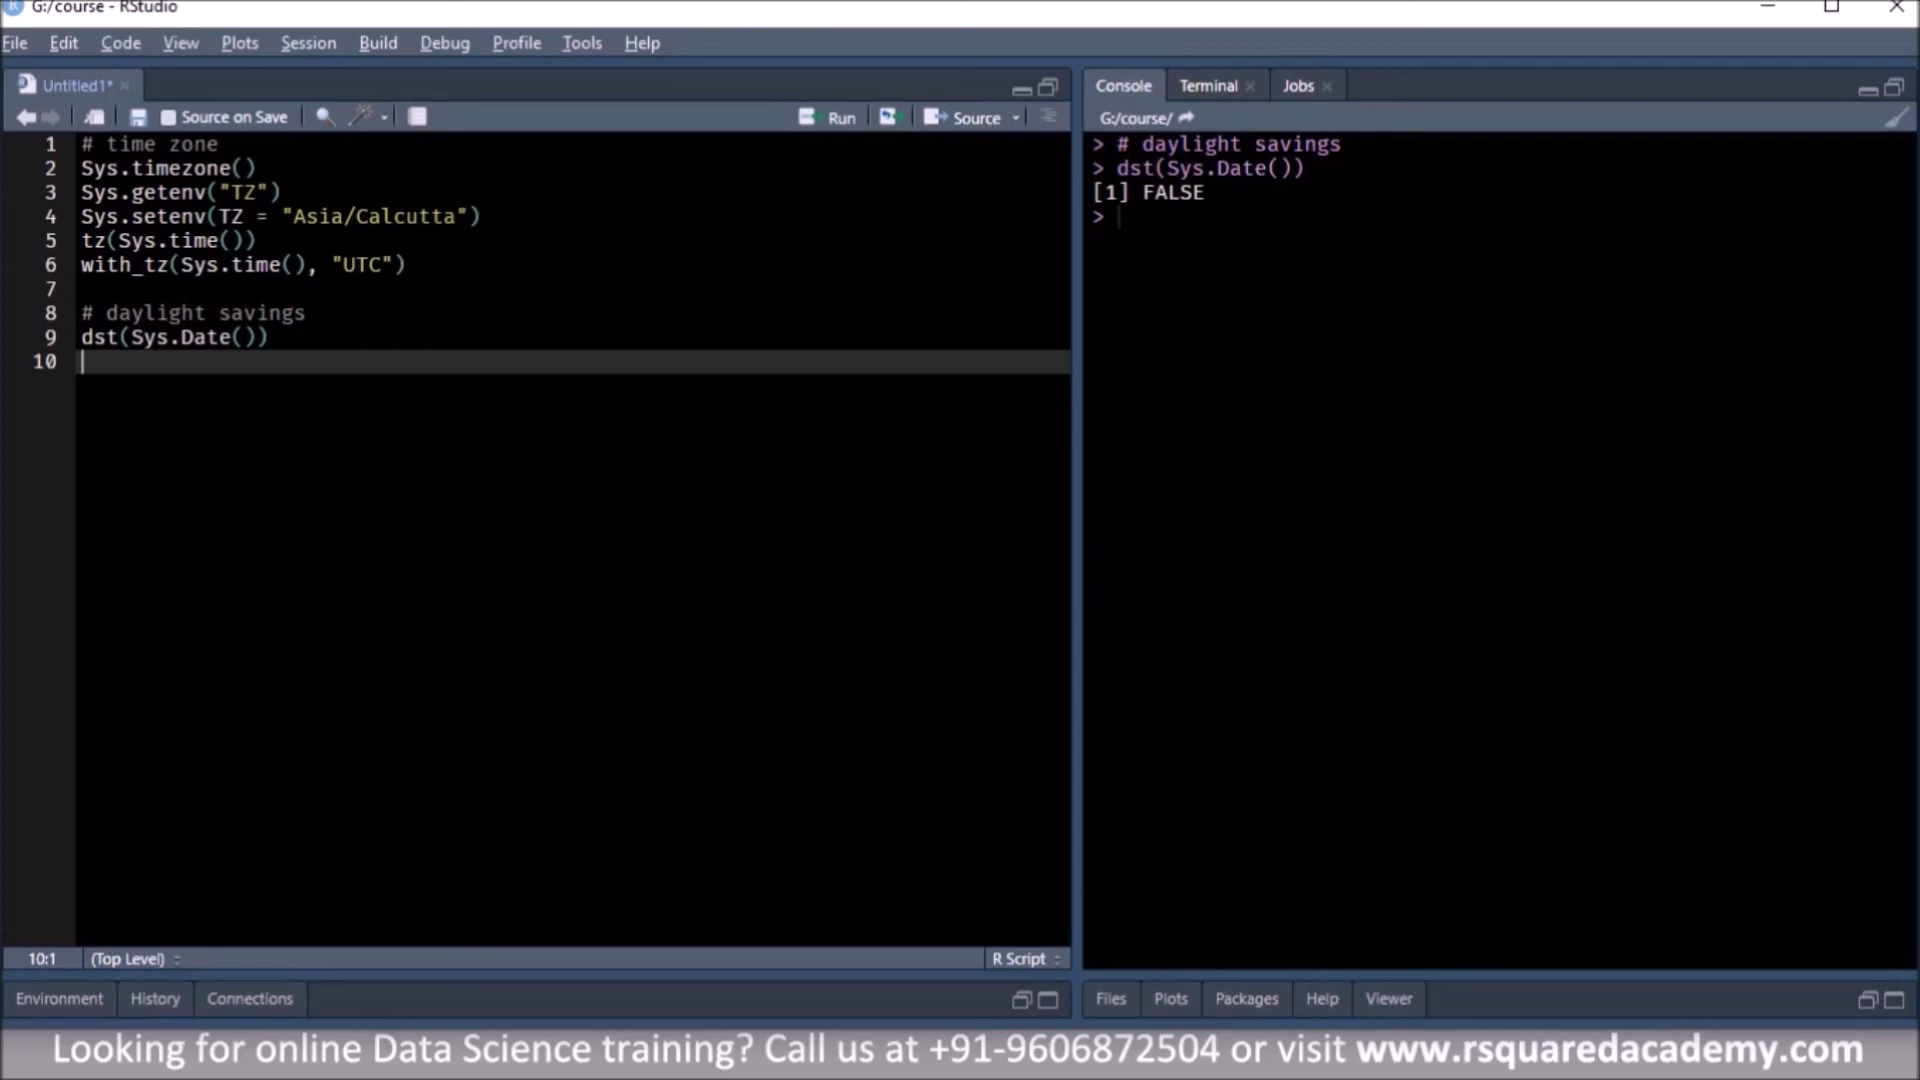 G:/course - RStudio
File Edit Code View Plots Session Build Debug Profile Tools Help
Untitled1*
Source on Save Run Source
1 # time zone
2 Sys.timezone()
3 Sys.getenv("TZ")
4 Sys.setenv(TZ = "Asia/Calcutta")
5 tz(Sys.time())
6 with_tz(Sys.time(), "UTC")
7
8 # daylight savings
9 dst(Sys.Date())
10
10:1 (Top Level) R Script
Environment History Connections
Console Terminal Jobs
G:/course/
> # daylight savings
> dst(Sys.Date())
[1] FALSE
>
Files Plots Packages Help Viewer
Looking for online Data Science training? Call us at +91-9606872504 or visit www.rsquaredacademy.com